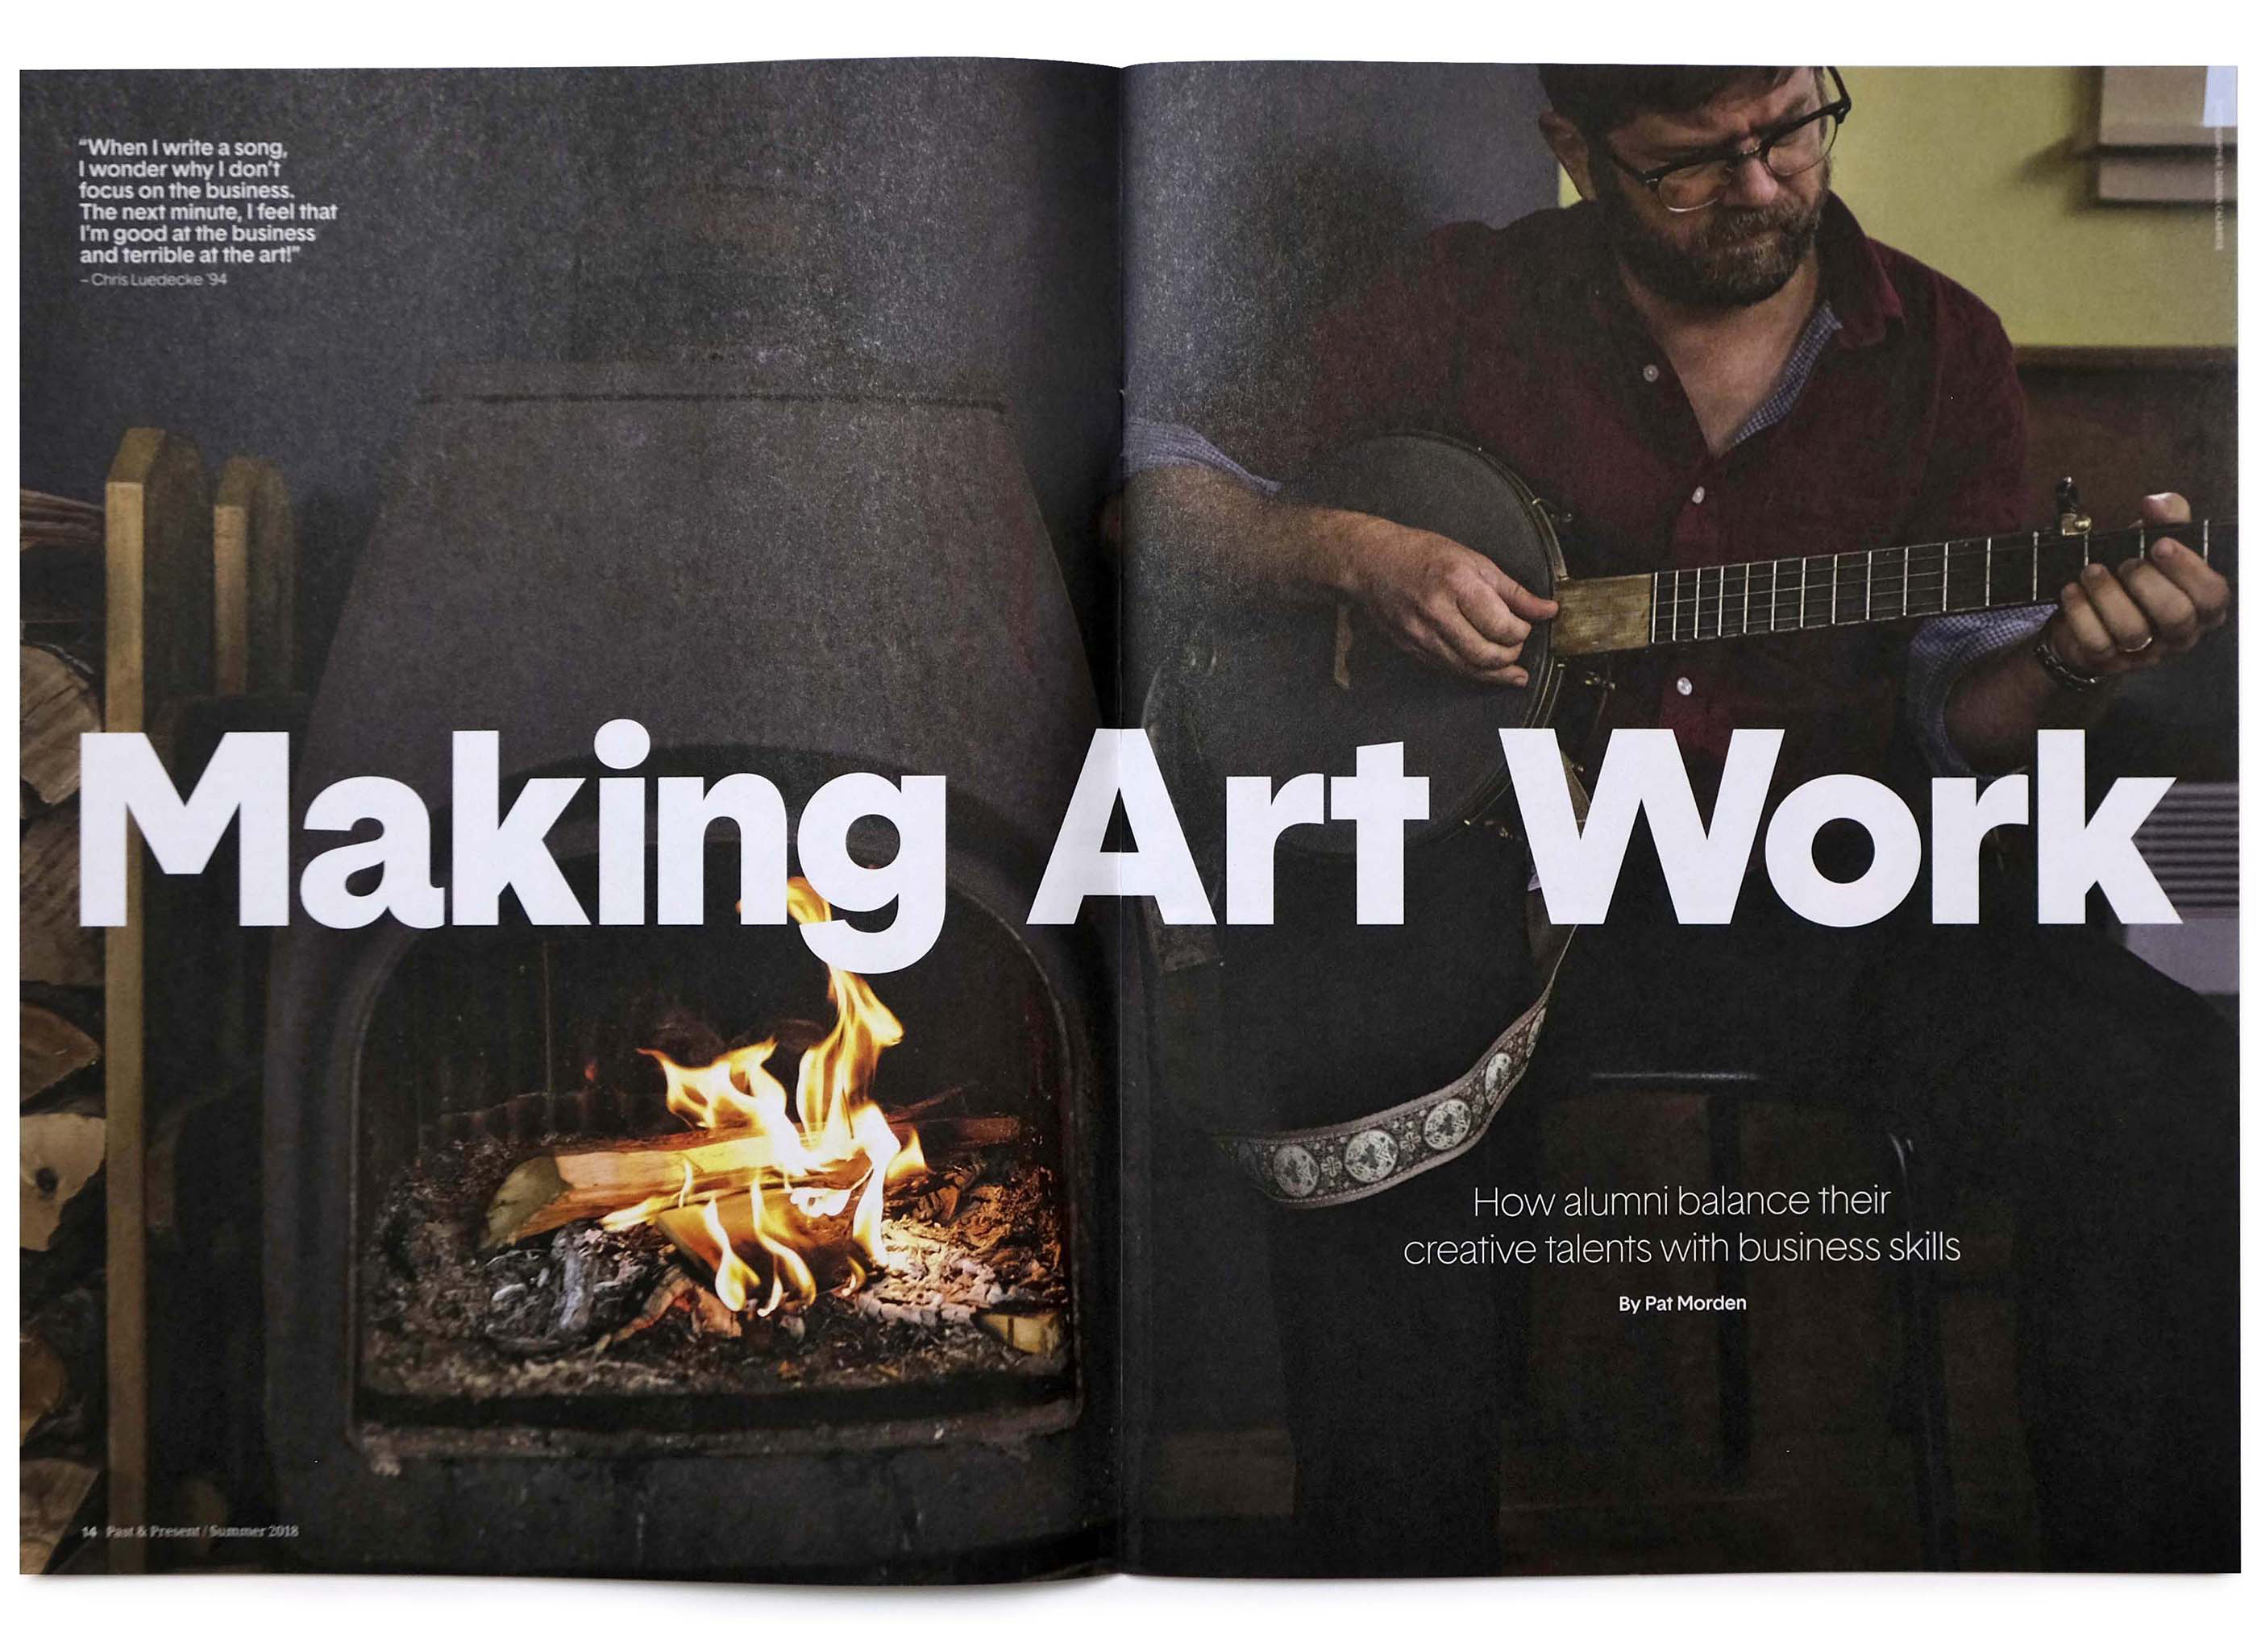 “When I write a song,
I wonder why I don’t
focus on the business.
The next minute, I feel that
I’m good at the business
and terrible at the art!”
– Chris Luedecke ’94
Making Art Work
How alumni balance their
creative talents with business skills
By Pat Morden
14 Past & Present / Summer 2018